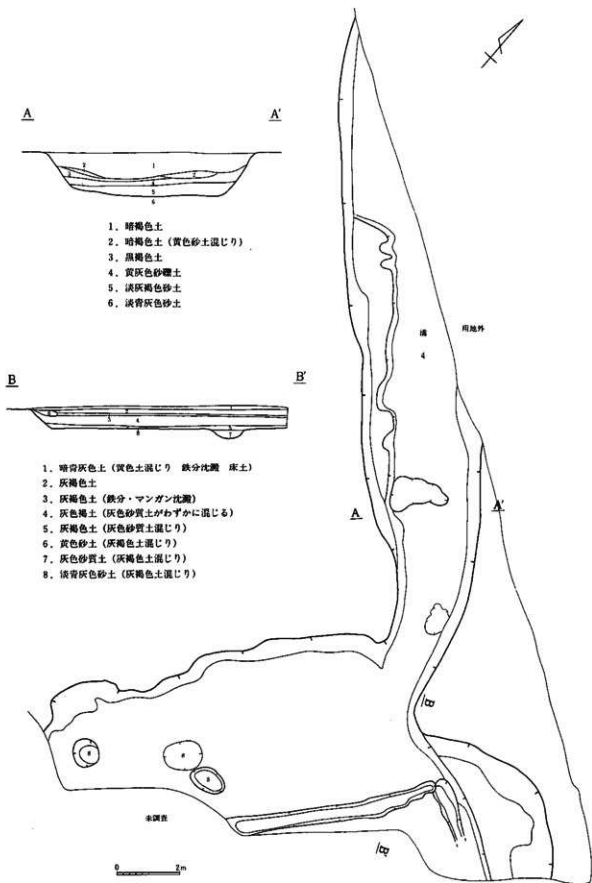 A A'
2 1
3 2
4
5
6
1．暗褐色土
2．暗褐色土（黄色砂土混じり）
3．黒褐色土
4．黄灰色砂礫土
5．淡灰褐色砂土
6．淡青灰色砂土
B B'
1．暗青灰色土（黄色土混じり 鉄分沈澱 床土）
2．灰褐色土
3．灰褐色土（鉄分・マンガン沈澱）
4．灰色褐土（灰色砂質土がわずかに混じる）
5．灰褐色土（灰色砂質土混じり）
6．黄色砂土（灰褐色土混じり）
7．灰色砂質土（灰褐色土混じり）
8．淡青灰色砂土（灰褐色土混じり）
溝
4
用地外
A
A'
B
未調査
B'
0 2m